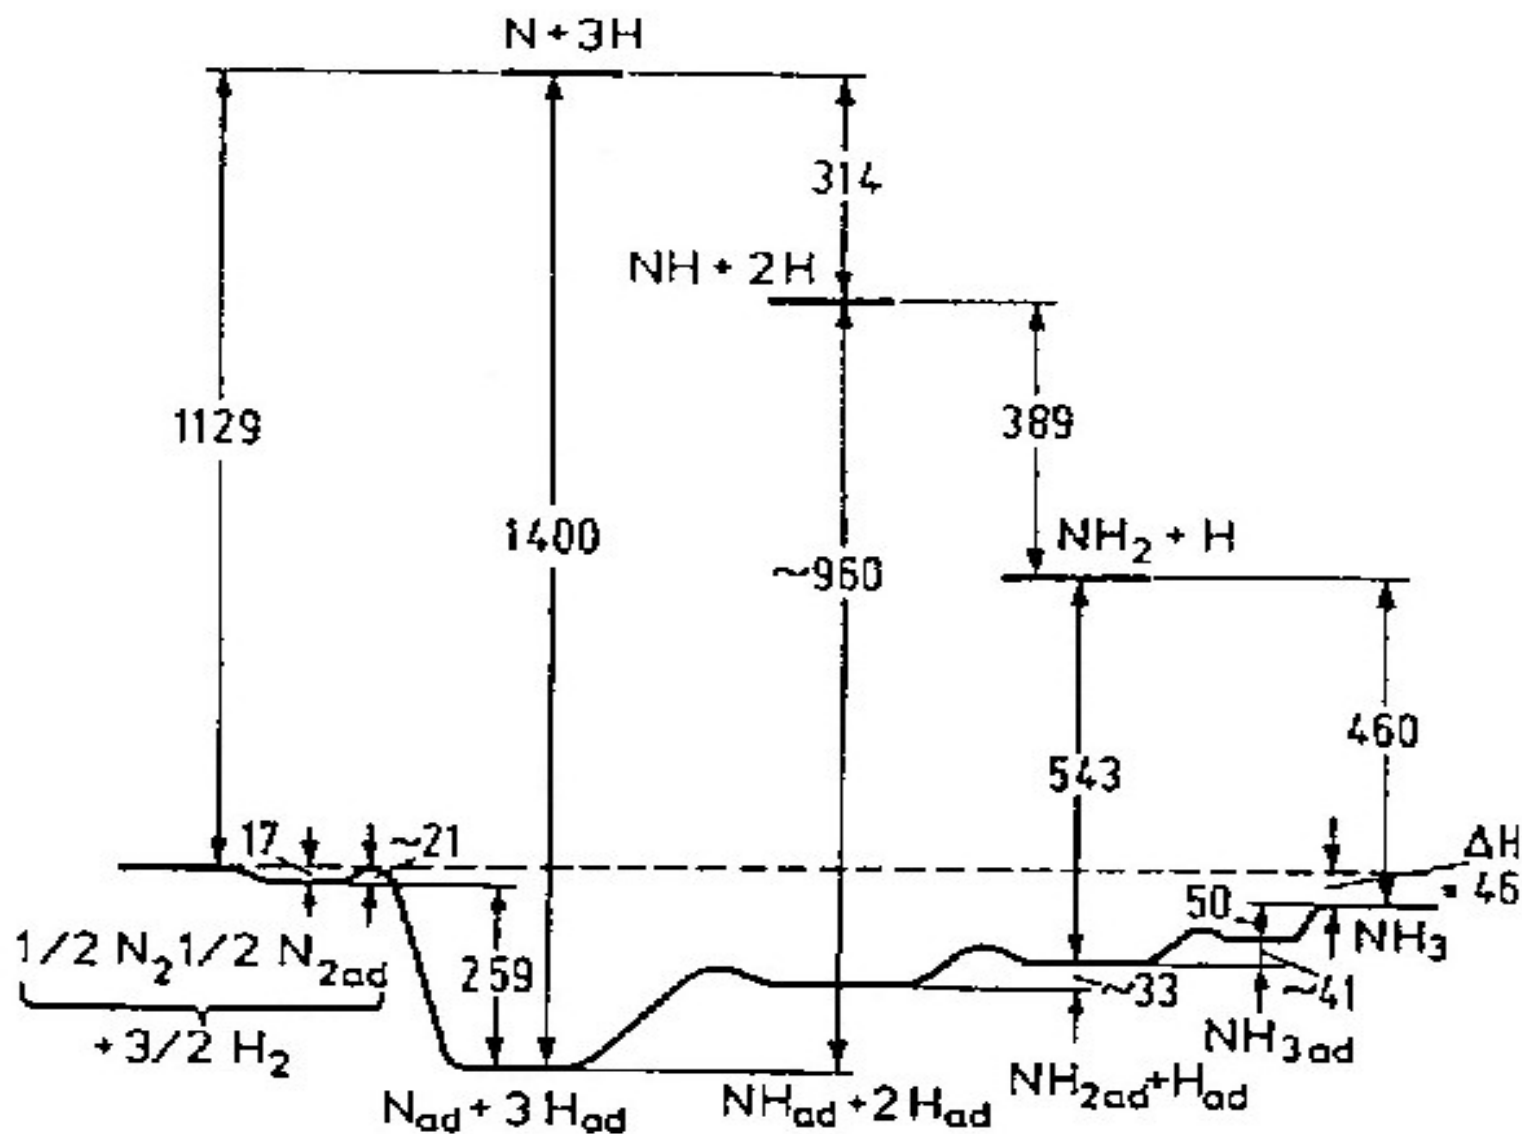 N + 3H
314
NH + 2H
1129
389
1400
NH₂ + H
~960
460
543
17
~21
ΔH
= 46
50
NH₃
1/2 N₂ 1/2 N₂ad
259
~33
~41
+ 3/2 H₂
NH₃ad
Nad + 3 Had
NHad + 2 Had
NH₂ad + Had